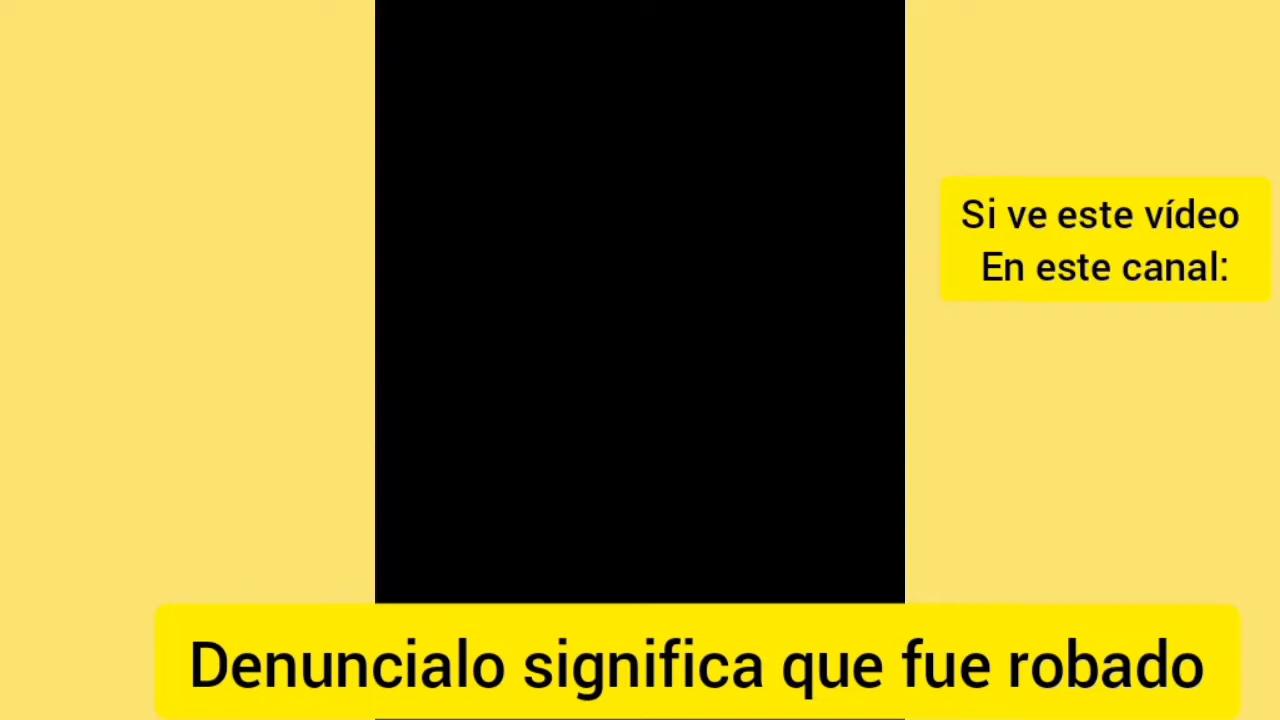 Si ve este vídeo
En este canal:
Denuncialo significa que fue robado